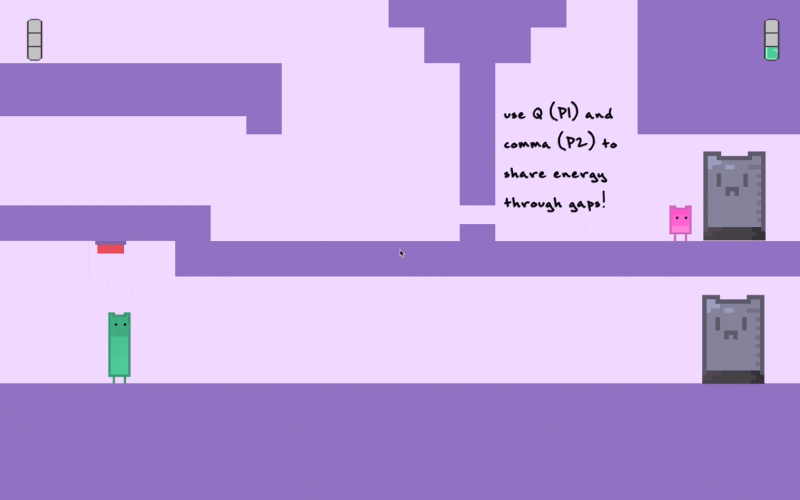 use Q (P1) and
comma (P2) to
share energy
through gaps!